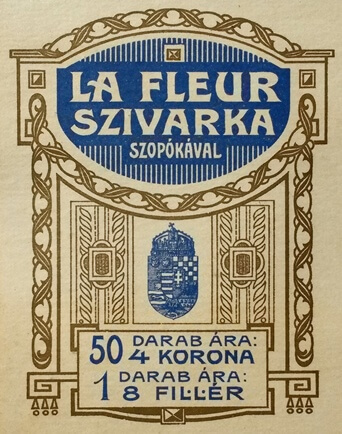 LA FLEUR
SZIVARKA
SZOPÓKÁVAL
50 DARAB ÁRA:
4 KORONA
1 DARAB ÁRA:
8 FILLÉR